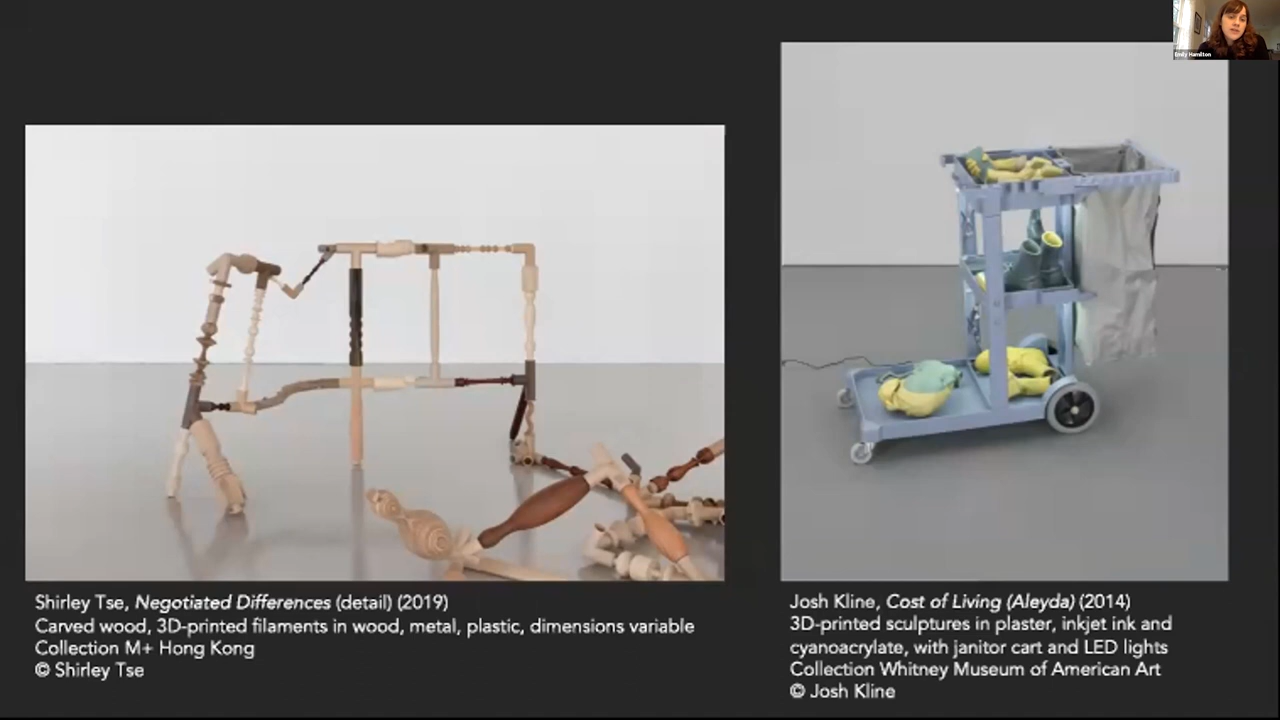 Emily Hamilton
Shirley Tse, Negotiated Differences (detail) (2019)
Carved wood, 3D-printed filaments in wood, metal, plastic, dimensions variable
Collection M+ Hong Kong
© Shirley Tse
Josh Kline, Cost of Living (Aleyda) (2014)
3D-printed sculptures in plaster, inkjet ink and
cyanoacrylate, with janitor cart and LED lights
Collection Whitney Museum of American Art
© Josh Kline